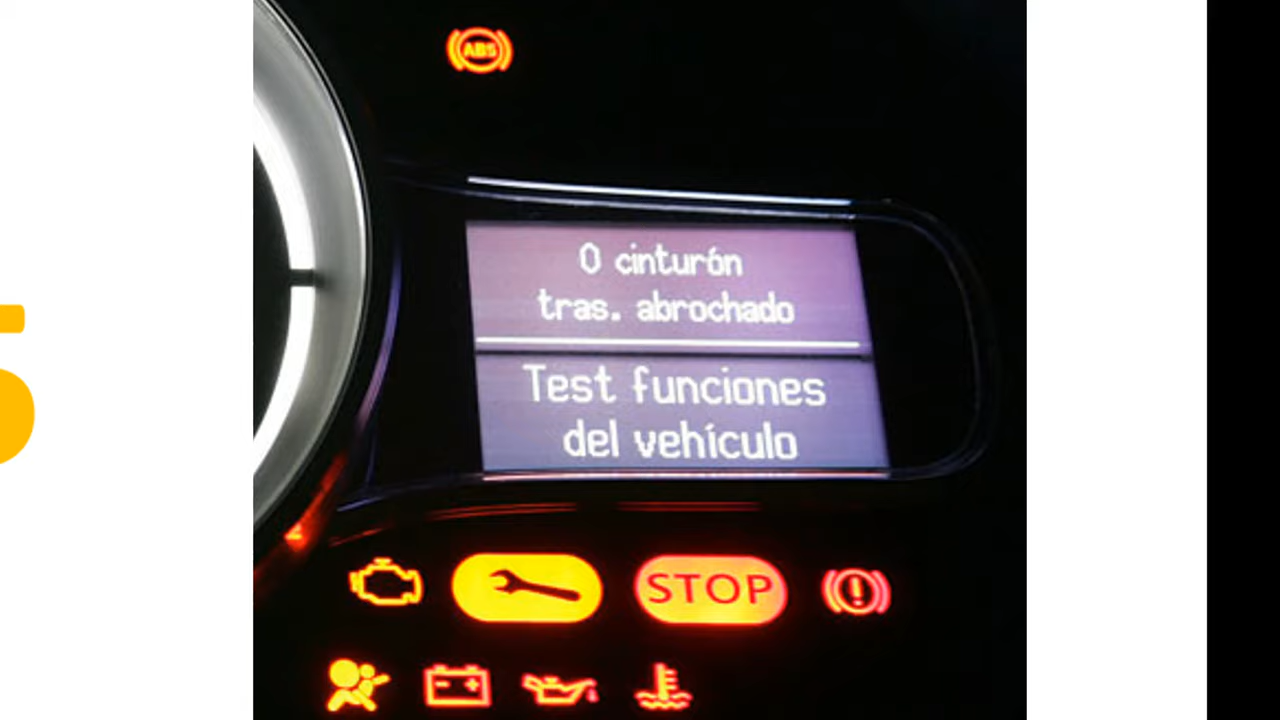 ABS
0 cinturón
tras. abrochado
Test funciones
del vehículo
STOP